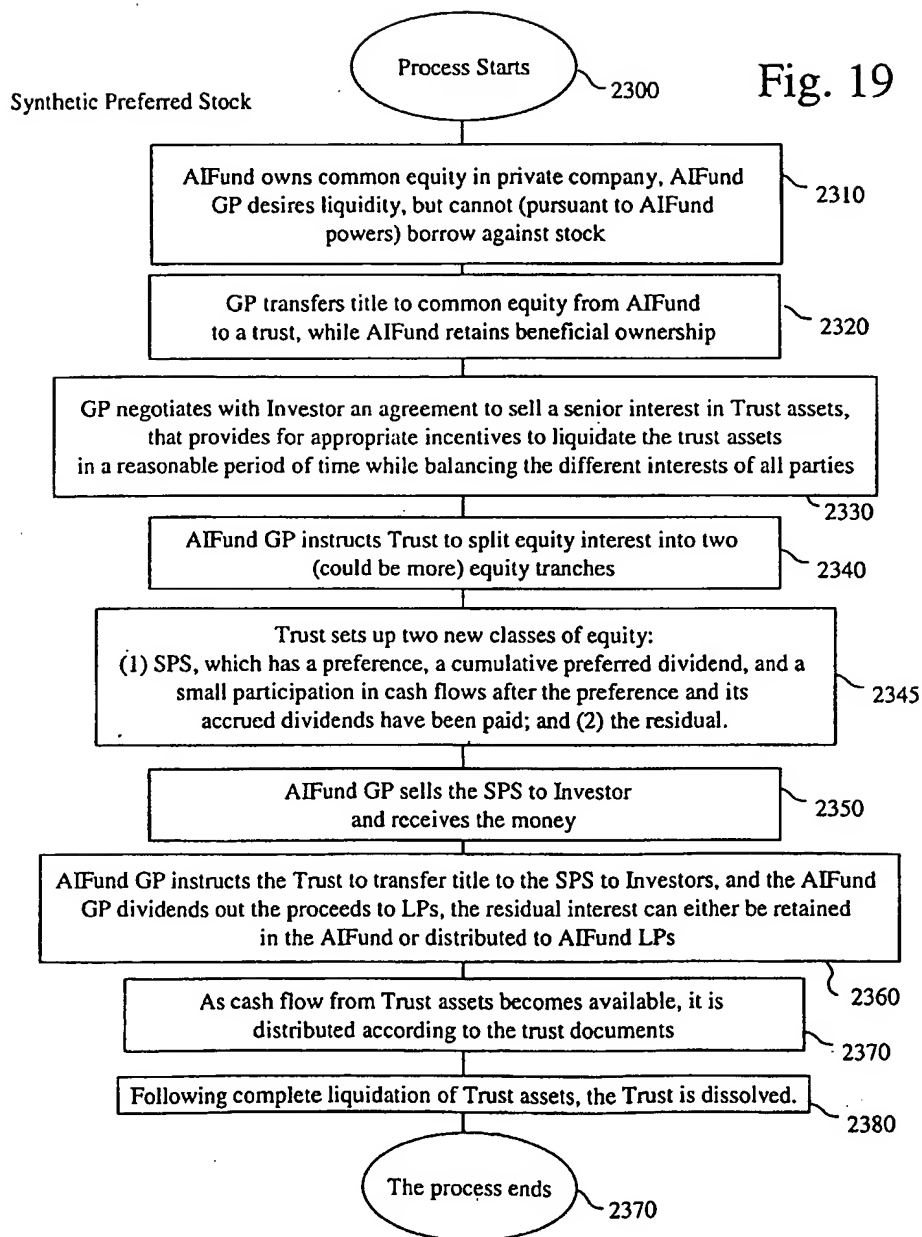 Process Starts
2300
Fig. 19
Synthetic Preferred Stock
AIFund owns common equity in private company, AIFund
GP desires liquidity, but cannot (pursuant to AIFund
powers) borrow against stock
2310
GP transfers title to common equity from AIFund
to a trust, while AIFund retains beneficial ownership
2320
GP negotiates with Investor an agreement to sell a senior interest in Trust assets,
that provides for appropriate incentives to liquidate the trust assets
in a reasonable period of time while balancing the different interests of all parties
2330
AIFund GP instructs Trust to split equity interest into two
(could be more) equity tranches
2340
Trust sets up two new classes of equity:
(1) SPS, which has a preference, a cumulative preferred dividend, and a
small participation in cash flows after the preference and its
accrued dividends have been paid; and (2) the residual.
2345
AIFund GP sells the SPS to Investor
and receives the money
2350
AIFund GP instructs the Trust to transfer title to the SPS to Investors, and the AIFund
GP dividends out the proceeds to LPs, the residual interest can either be retained
in the AIFund or distributed to AIFund LPs
2360
As cash flow from Trust assets becomes available, it is
distributed according to the trust documents
2370
Following complete liquidation of Trust assets, the Trust is dissolved.
2380
The process ends
2370